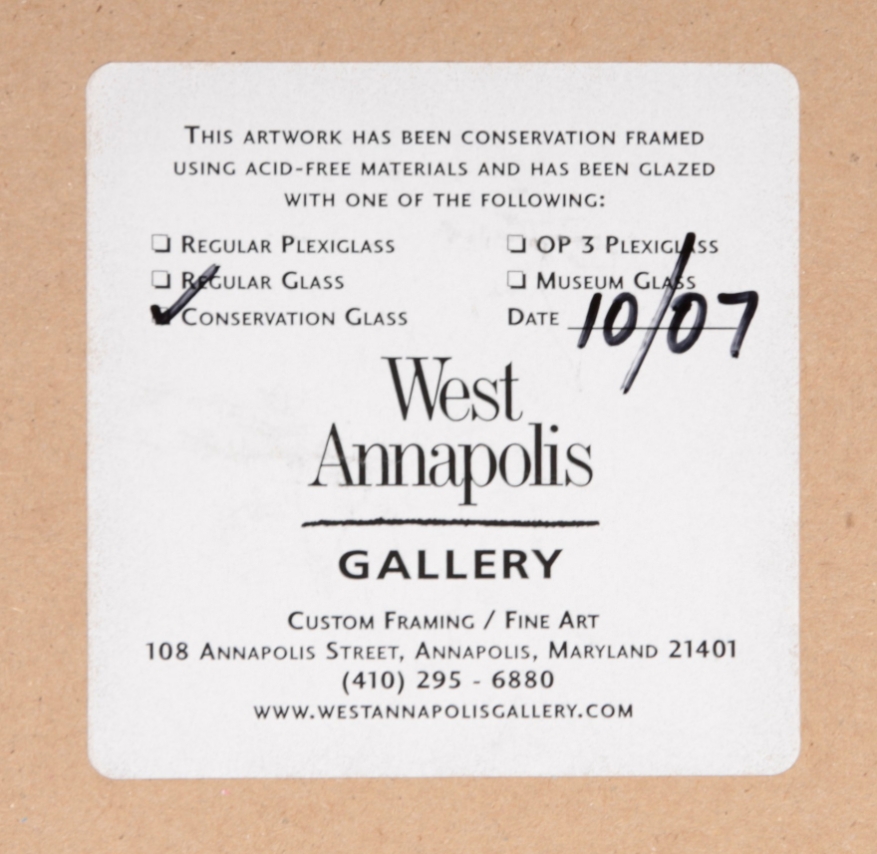 THIS ARTWORK HAS BEEN CONSERVATION FRAMED
USING ACID-FREE MATERIALS AND HAS BEEN GLAZED
WITH ONE OF THE FOLLOWING:
❑ REGULAR PLEXIGLASS ❑ OP 3 PLEXIGLASS
❑ REGULAR GLASS ❑ MUSEUM GLASS
✓ CONSERVATION GLASS DATE 10/07
West
Annapolis
GALLERY
CUSTOM FRAMING / FINE ART
108 ANNAPOLIS STREET, ANNAPOLIS, MARYLAND 21401
(410) 295 - 6880
WWW.WESTANNAPOLISGALLERY.COM